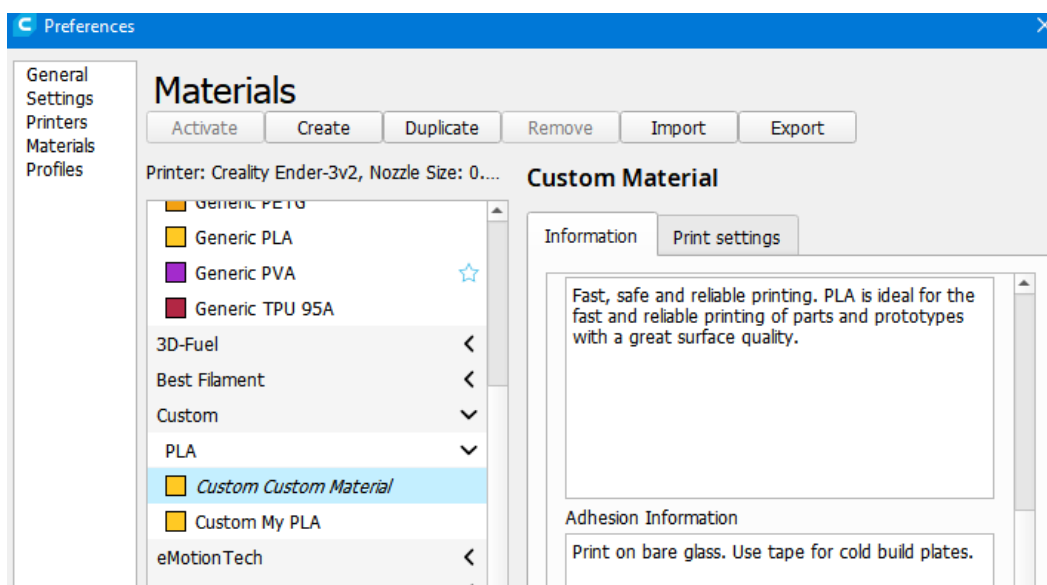 Preferences
General
Settings
Printers
Materials
Profiles
Materials
Activate Create Duplicate Remove Import Export
Printer: Creality Ender-3v2, Nozzle Size: 0....
Generic PETG
Generic PLA
Generic PVA
Generic TPU 95A
3D-Fuel
Best Filament
Custom
PLA
Custom Custom Material
Custom My PLA
eMotionTech
Custom Material
Information Print settings
Fast, safe and reliable printing. PLA is ideal for the
fast and reliable printing of parts and prototypes
with a great surface quality.
Adhesion Information
Print on bare glass. Use tape for cold build plates.